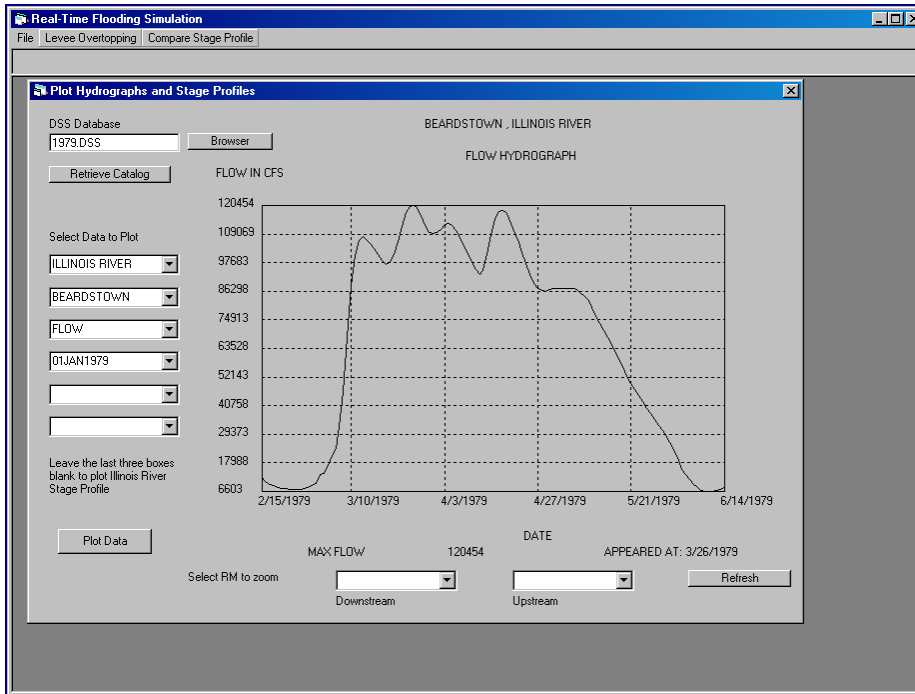 Real-Time Flooding Simulation
File Levee Overtopping Compare Stage Profile
Plot Hydrographs and Stage Profiles
DSS Database
1979.DSS
Browser
Retrieve Catalog
BEARDSTOWN , ILLINOIS RIVER
FLOW HYDROGRAPH
FLOW IN CFS
Select Data to Plot
ILLINOIS RIVER
BEARDSTOWN
FLOW
01JAN1979
Leave the last three boxes
blank to plot Illinois River
Stage Profile
Plot Data
120454
109069
97683
86298
74913
63528
52143
40758
29373
17988
6603
2/15/1979 3/10/1979 4/3/1979 4/27/1979 5/21/1979 6/14/1979
DATE
MAX FLOW 120454 APPEARED AT: 3/26/1979
Select RM to zoom
Refresh
Downstream Upstream